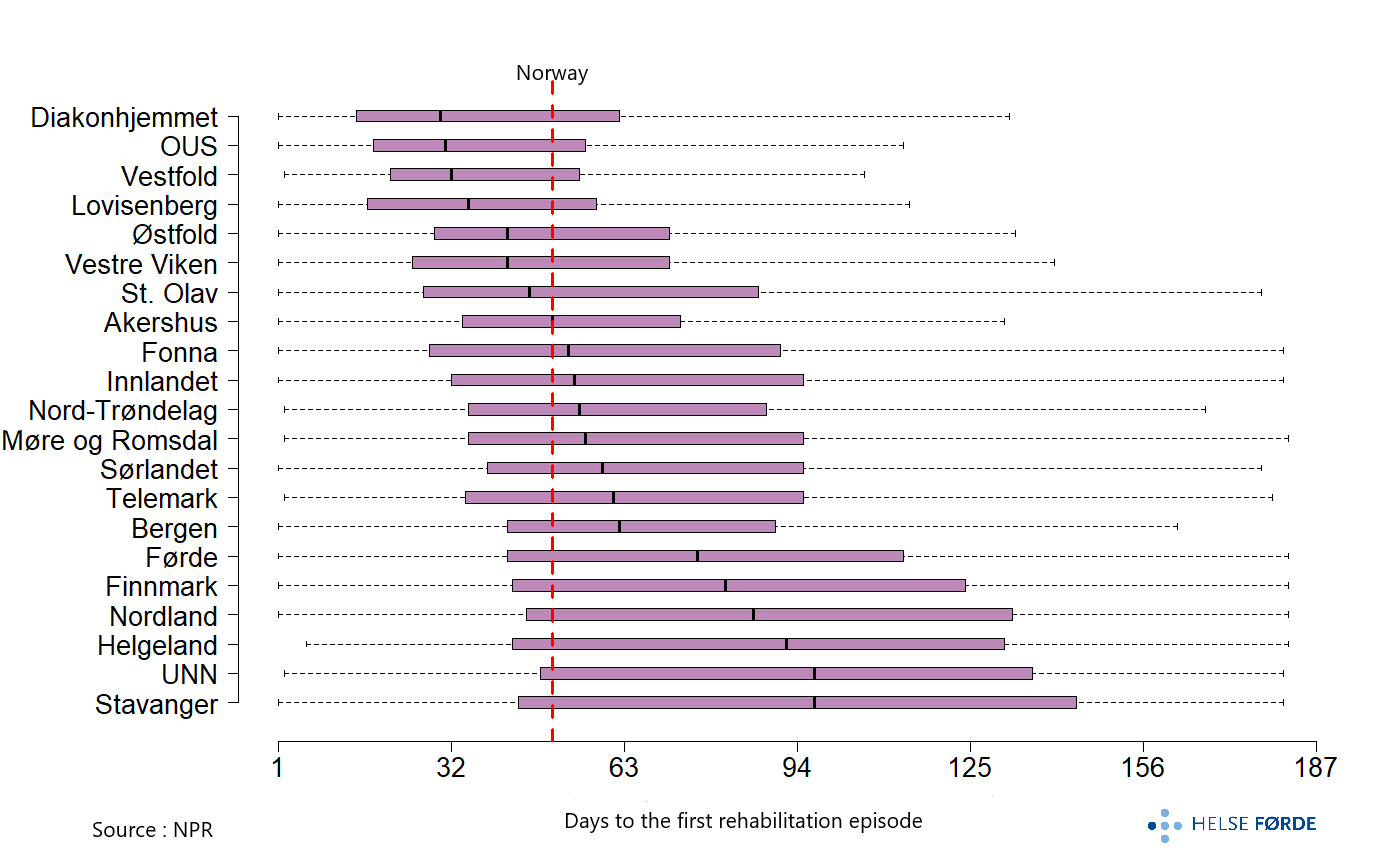 Norway
Diakonhjemmet
OUS
Vestfold
Lovisenberg
Østfold
Vestre Viken
St. Olav
Akershus
Fonna
Innlandet
Nord-Trøndelag
Møre og Romsdal
Sørlandet
Telemark
Bergen
Førde
Finnmark
Nordland
Helgeland
UNN
Stavanger
1 32 63 94 125 156 187
Days to the first rehabilitation episode
Source : NPR
HELSE FØRDE